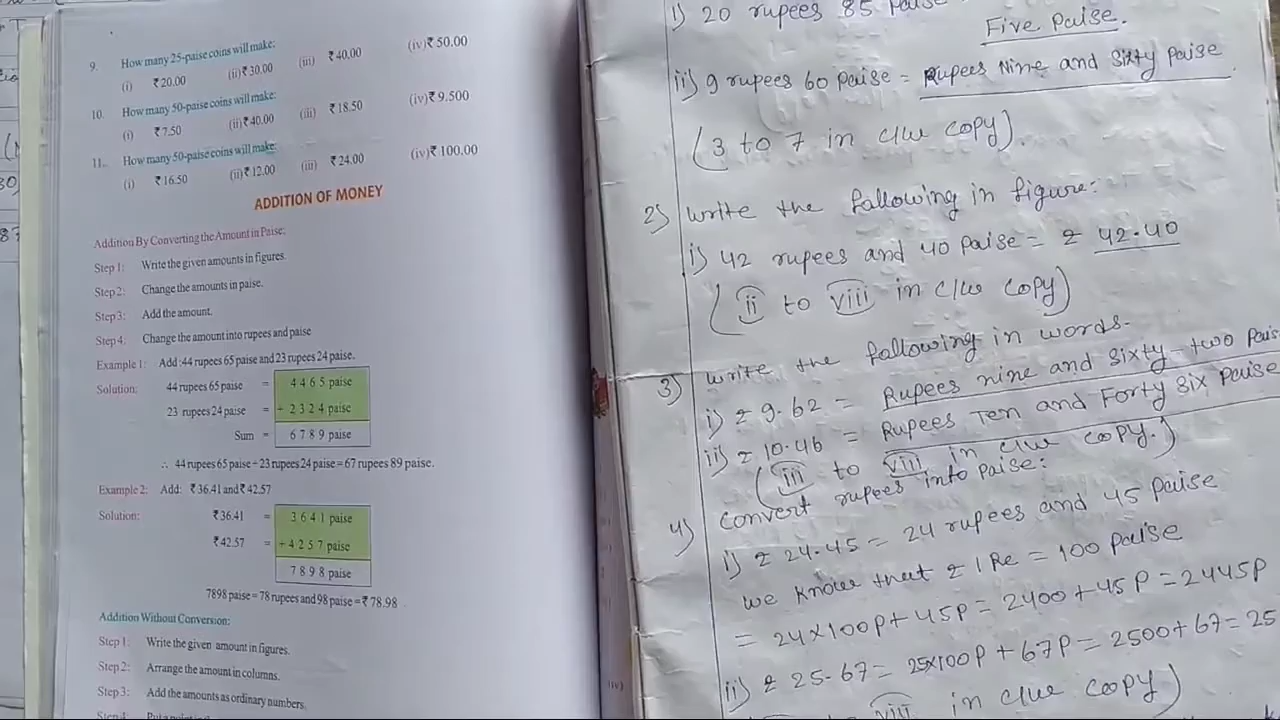 9. How many 25-paise coins will make:
(i) ₹20.00 (ii) ₹30.00 (iii) ₹40.00 (iv) ₹50.00
10. How many 50-paise coins will make:
(i) ₹7.50 (ii) ₹40.00 (iii) ₹18.50 (iv) ₹9.500
11. How many 50-paise coins will make:
(i) ₹16.50 (ii) ₹12.00 (iii) ₹24.00 (iv) ₹100.00
ADDITION OF MONEY
Addition By Converting the Amount in Paise:
Step 1: Write the given amounts in figures.
Step 2: Change the amounts in paise.
Step 3: Add the amount.
Step 4. Change the amount into rupees and paise
Example 1: Add :44 rupees 65 paise and 23 rupees 24 paise.
Solution: 44 rupees 65 paise = 4 4 6 5 paise
23 rupees 24 paise = + 2 3 2 4 paise
Sum = 6 7 8 9 paise
∴ 44 rupees 65 paise + 23 rupees 24 paise = 67 rupees 89 paise.
Example 2: Add: ₹36.41 and ₹42.57
Solution: ₹36.41 = 3 6 4 1 paise
₹42.57 = + 4 2 5 7 paise
7 8 9 8 paise
7898 paise = 78 rupees and 98 paise = ₹ 78.98
Addition Without Conversion:
Step 1: Write the given amount in figures.
Step 2: Arrange the amount in columns.
Step 3: Add the amounts as ordinary numbers.
i) 20 rupees 85 Paise
Five Paise.
ii) 9 rupees 60 paise = Rupees Nine and Sixty Paise
(3 to 7 in c/w copy).
2) write the following in figure:
i) 42 rupees and 40 Paise = ₹ 42.40
(ii to viii in c/w copy)
3) write the following in words.
i) ₹ 9.62 = Rupees nine and Sixty-two Pais
ii) ₹ 10.46 = Rupees Ten and Forty Six Paise
(iii to viii in c/w copy.)
4) convert rupees into Paise:
i) ₹ 24.45 = 24 rupees and 45 Paise
we know that ₹ 1 Re = 100 Paise
= 24×100P + 45P = 2400 + 45P = 2445P
ii) ₹ 25.67 = 25×100P + 67P = 2500 + 67 = 25
viii in c/w copy)